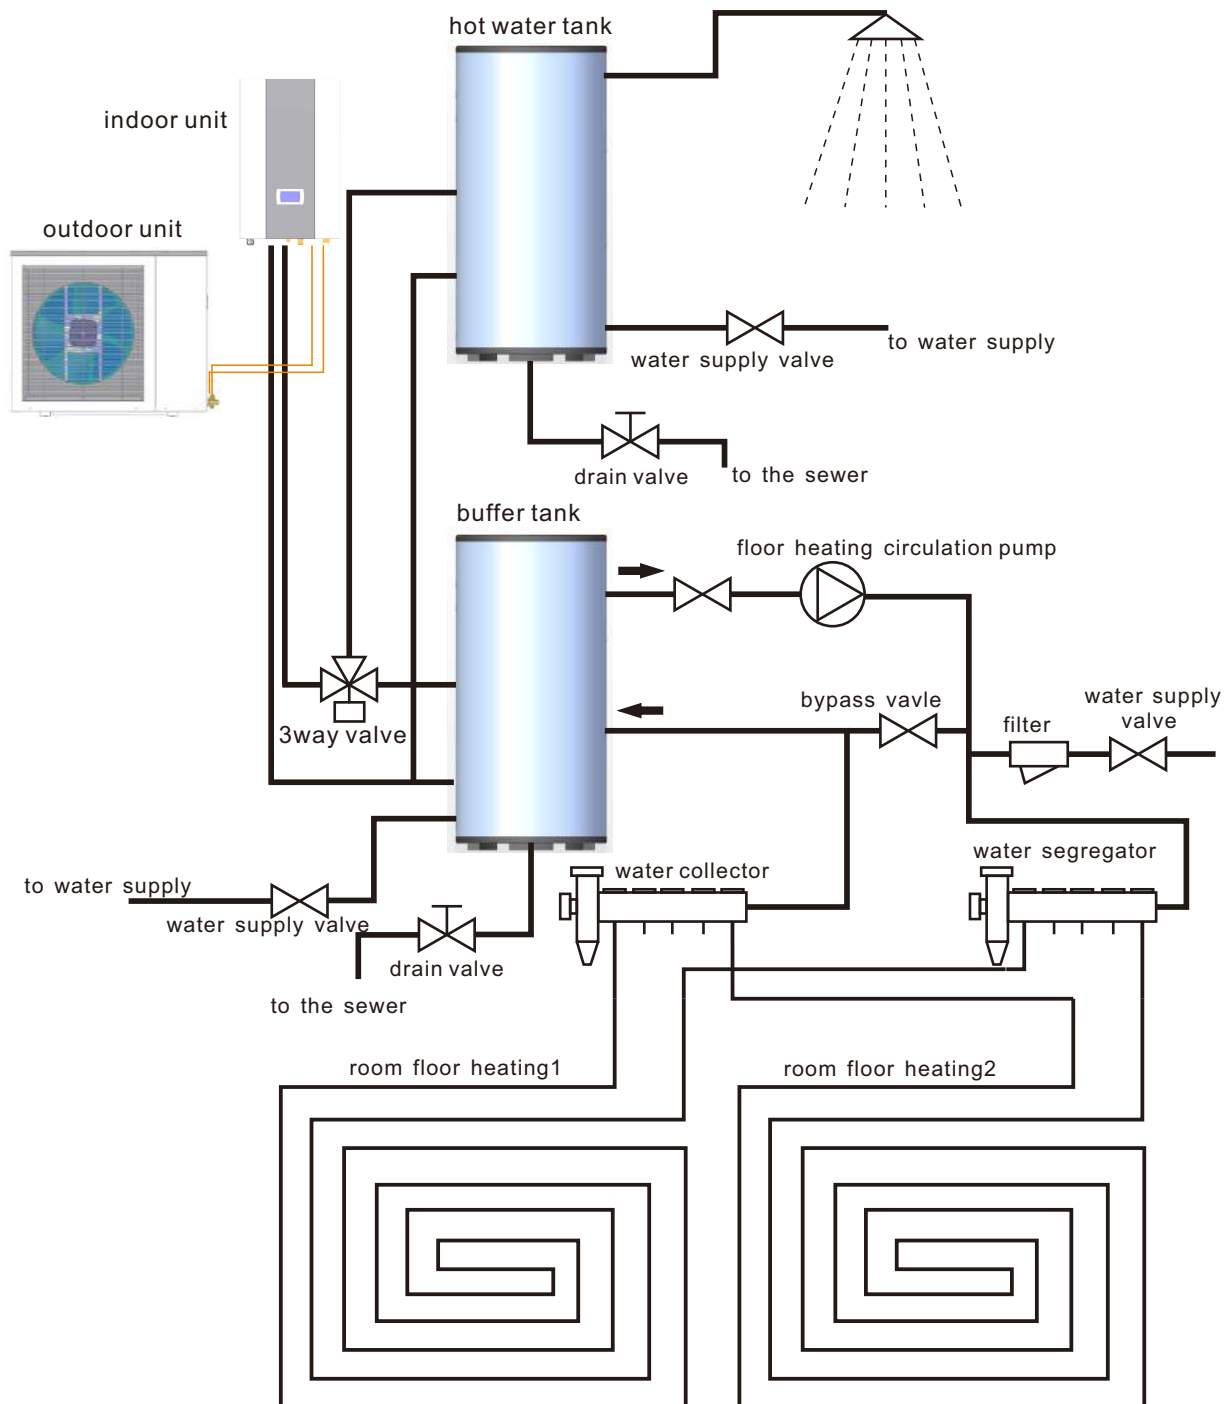 hot water tank
indoor unit
outdoor unit
to water supply
water supply valve
drain valve
to the sewer
buffer tank
floor heating circulation pump
bypass vavle
water supply
valve
filter
3way valve
water collector
water segregator
to water supply
water supply valve
drain valve
to the sewer
room floor heating1
room floor heating2